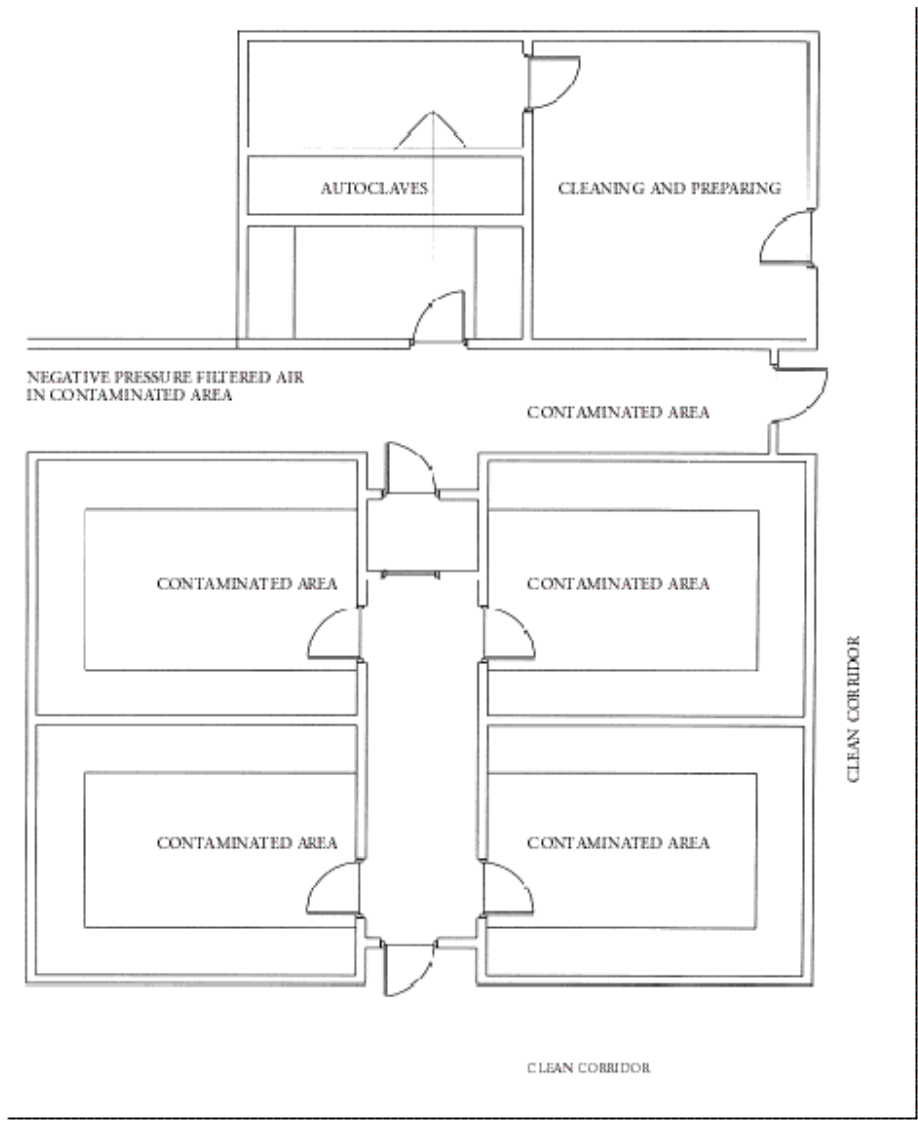 AUTOCLAVES
CLEANING AND PREPARING
NEGATIVE PRESSURE FILTERED AIR
IN CONTAMINATED AREA
CONTAMINATED AREA
CONTAMINATED AREA
CONTAMINATED AREA
CLEAN CORRIDOR
CONTAMINATED AREA
CONTAMINATED AREA
CLEAN CORRIDOR